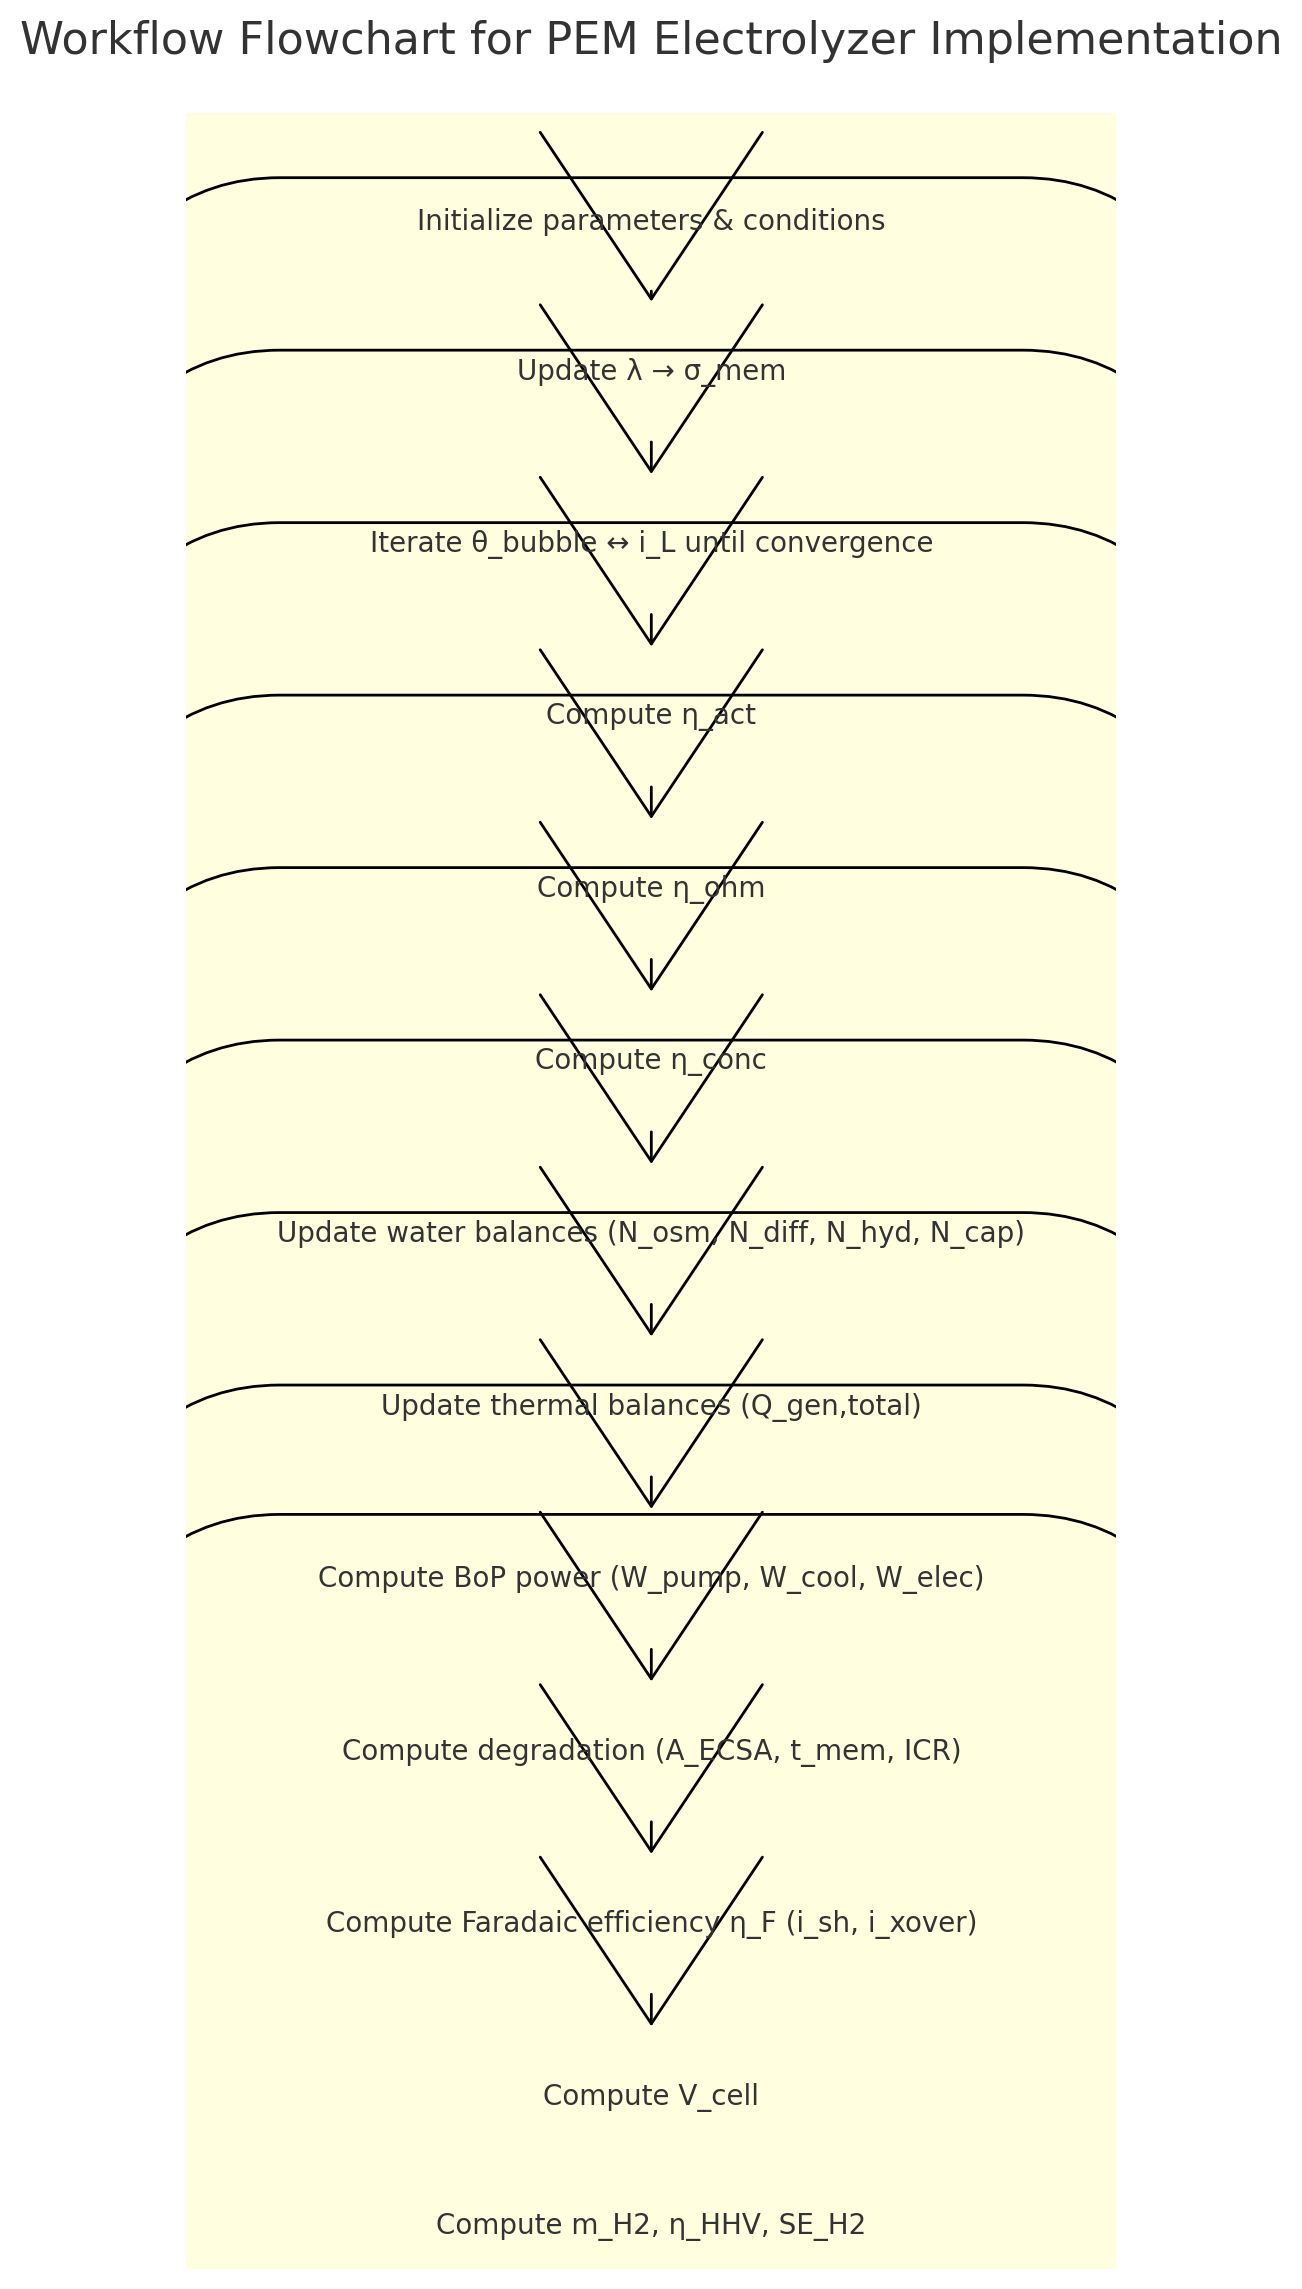 Workflow Flowchart for PEM Electrolyzer Implementation
Initialize parameters & conditions
Update λ → σ_mem
Iterate θ_bubble ↔ i_L until convergence
Compute η_act
Compute η_ohm
Compute η_conc
Update water balances (N_osm, N_diff, N_hyd, N_cap)
Update thermal balances (Q_gen,total)
Compute BoP power (W_pump, W_cool, W_elec)
Compute degradation (A_ECSA, t_mem, ICR)
Compute Faradaic efficiency η_F (i_sh, i_xover)
Compute V_cell
Compute m_H2, η_HHV, SE_H2